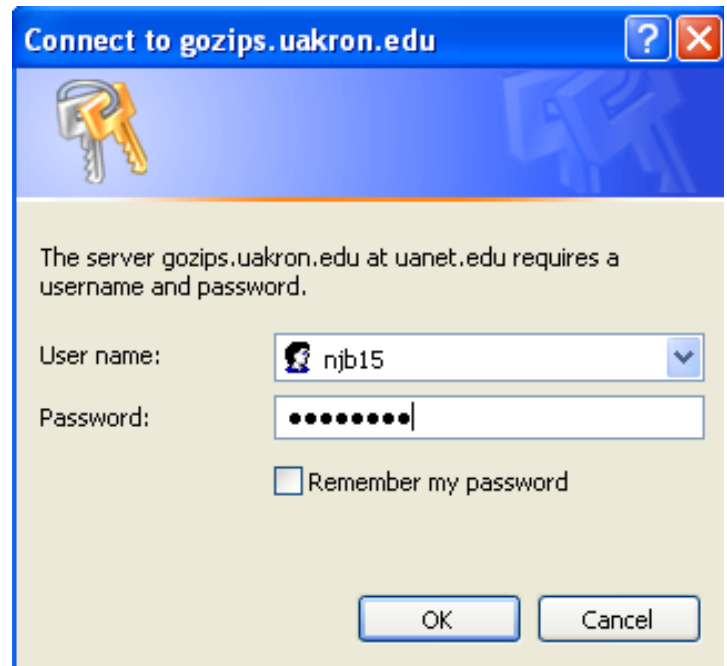 Connect to gozips.uakron.edu
The server gozips.uakron.edu at uanet.edu requires a
username and password.
User name:
njb15
Password:
●●●●●●●●
Remember my password
OK
Cancel